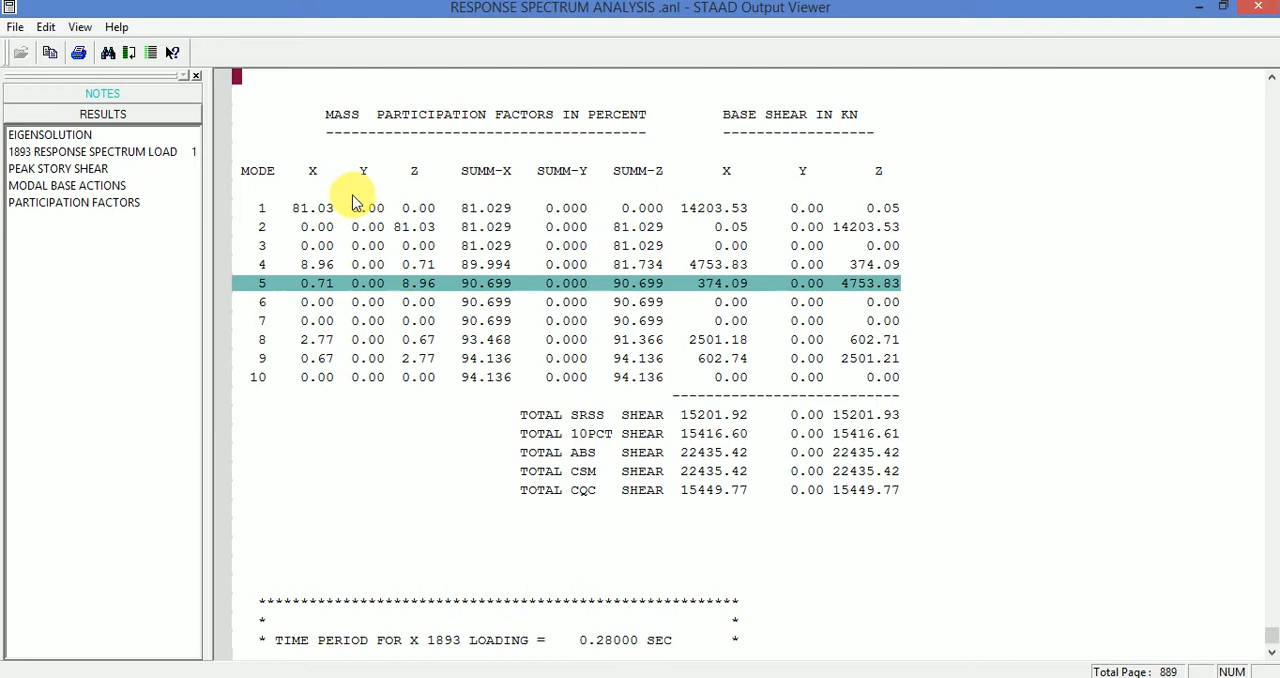 RESPONSE SPECTRUM ANALYSIS .anl - STAAD Output Viewer
File Edit View Help
NOTES
RESULTS
EIGENSOLUTION
1893 RESPONSE SPECTRUM LOAD 1
PEAK STORY SHEAR
MODAL BASE ACTIONS
PARTICIPATION FACTORS
MASS PARTICIPATION FACTORS IN PERCENT BASE SHEAR IN KN
------------------------------------- ------------------
MODE X Y Z SUMM-X SUMM-Y SUMM-Z X Y Z
1 81.03 0.00 0.00 81.029 0.000 0.000 14203.53 0.00 0.05
2 0.00 0.00 81.03 81.029 0.000 81.029 0.05 0.00 14203.53
3 0.00 0.00 0.00 81.029 0.000 81.029 0.00 0.00 0.00
4 8.96 0.00 0.71 89.994 0.000 81.734 4753.83 0.00 374.09
5 0.71 0.00 8.96 90.699 0.000 90.699 374.09 0.00 4753.83
6 0.00 0.00 0.00 90.699 0.000 90.699 0.00 0.00 0.00
7 0.00 0.00 0.00 90.699 0.000 90.699 0.00 0.00 0.00
8 2.77 0.00 0.67 93.468 0.000 91.366 2501.18 0.00 602.71
9 0.67 0.00 2.77 94.136 0.000 94.136 602.74 0.00 2501.21
10 0.00 0.00 0.00 94.136 0.000 94.136 0.00 0.00 0.00
---------------------------
TOTAL SRSS SHEAR 15201.92 0.00 15201.93
TOTAL 10PCT SHEAR 15416.60 0.00 15416.61
TOTAL ABS SHEAR 22435.42 0.00 22435.42
TOTAL CSM SHEAR 22435.42 0.00 22435.42
TOTAL CQC SHEAR 15449.77 0.00 15449.77
**********************************************************
* *
* TIME PERIOD FOR X 1893 LOADING = 0.28000 SEC *
Total Page: 889 NUM